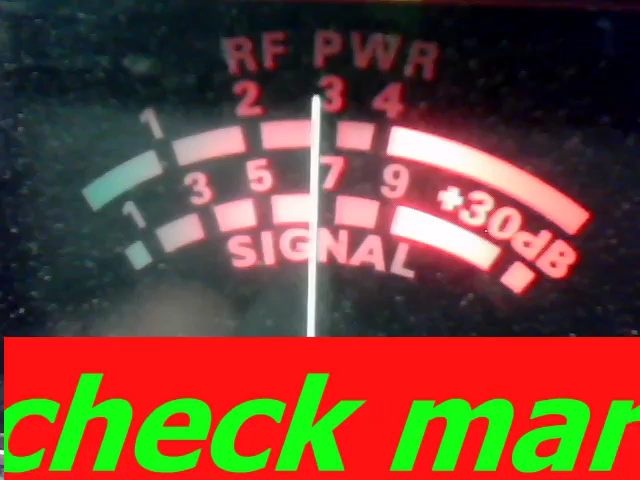 RF PWR
1 2 3 4
1 3 5 7 9 +30dB
SIGNAL
check mar